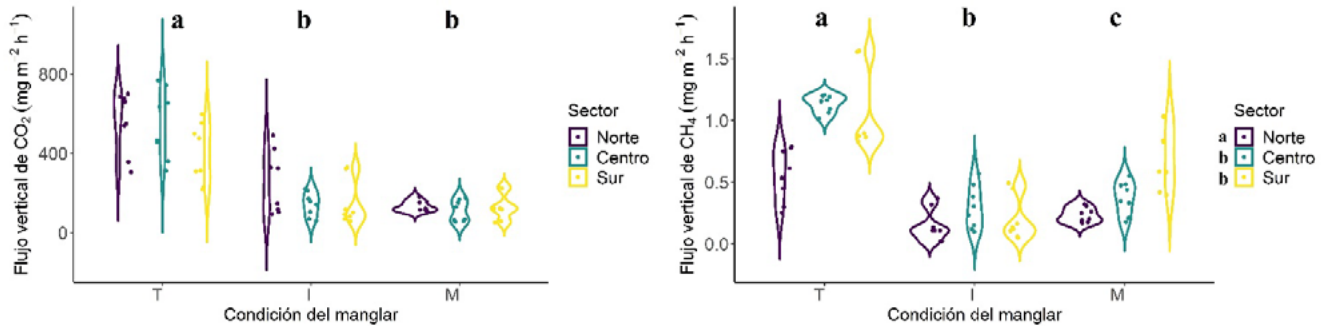 a b b
Flujo vertical de CO₂ (mg m⁻² h⁻¹)
800
400
0
T I M
Condición del manglar
Sector
Norte
Centro
Sur
a b c
Flujo vertical de CH₄ (mg m⁻² h⁻¹)
1.5
1.0
0.5
0.0
T I M
Condición del manglar
Sector
a Norte
b Centro
b Sur